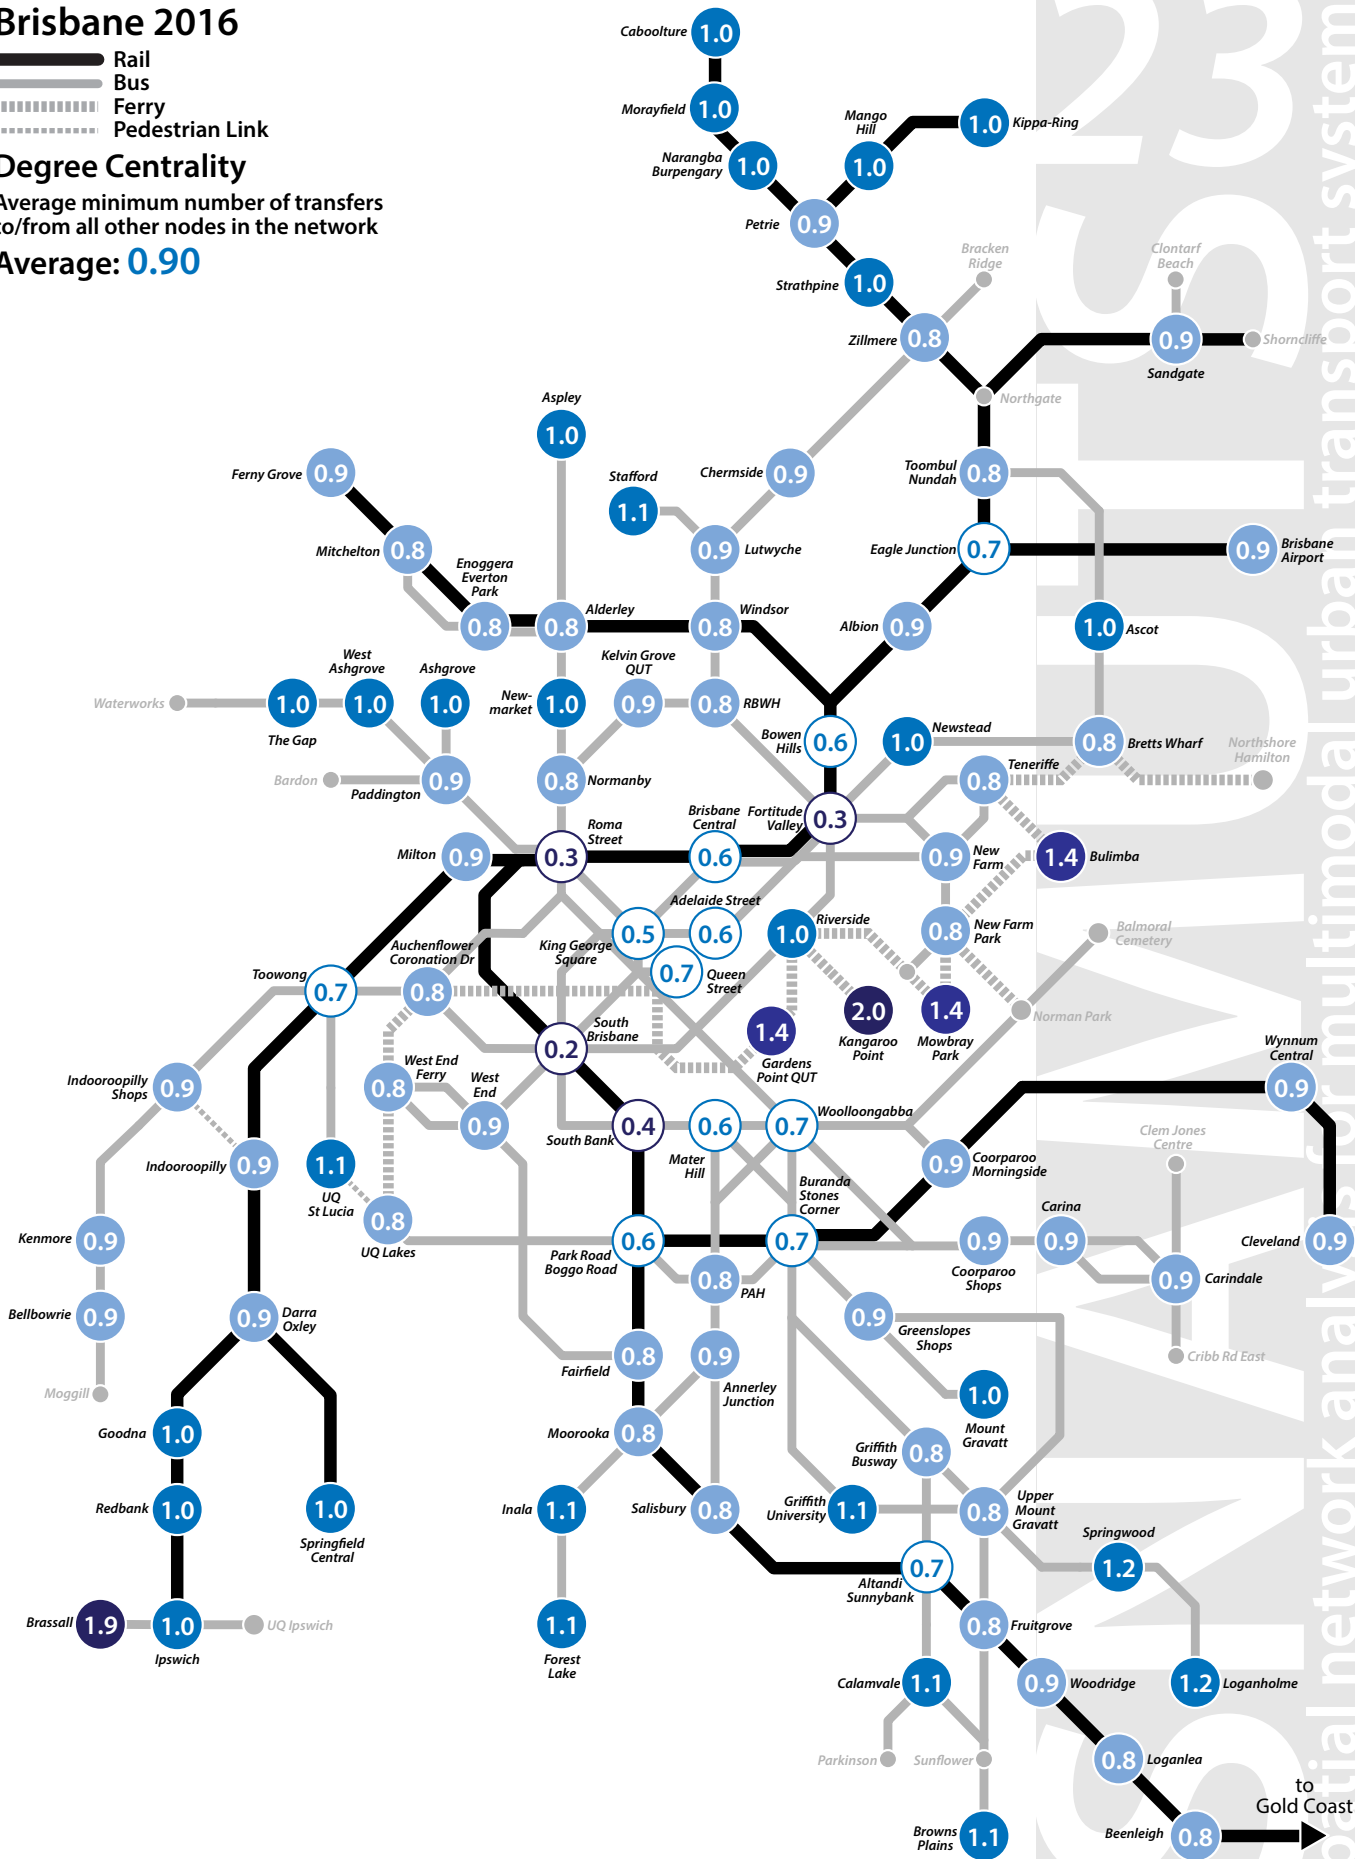 Brisbane 2016
Rail
Bus
Ferry
Pedestrian Link
Degree Centrality
Average minimum number of transfers
to/from all other nodes in the network
Average: 0.90
23
SNAMUTS
spatial network analysis for multimodal urban transport system
Caboolture 1.0
Morayfield 1.0
Narangba
Burpengary
1.0
Mango
Hill
1.0
1.0 Kippa-Ring
Petrie 0.9
Strathpine 1.0
Bracken
Ridge
Clontarf
Beach
Zillmere 0.8
0.9
Sandgate
Shorncliffe
Northgate
Aspley
1.0
Ferny Grove 0.9
Stafford
1.1
Chermside 0.9
Toombul
Nundah
0.8
Mitchelton 0.8
0.9 Lutwyche
Eagle Junction 0.7
0.9 Brisbane
Airport
Enoggera
Everton
Park
0.8
0.8 Alderley
0.8 Windsor
Albion 0.9
1.0 Ascot
West
Ashgrove
1.0
Ashgrove
1.0
Kelvin Grove
QUT
0.9
Waterworks
1.0
The Gap
New-
market
1.0
0.8 RBWH
Bowen
Hills
0.6
1.0 Newstead
0.8 Bretts Wharf
Northshore
Hamilton
Bardon
Paddington 0.9
0.8 Normanby
Teneriffe
0.8
Brisbane
Central
0.6
Fortitude
Valley
0.3
Milton 0.9
Roma
Street
0.3
0.9 New
Farm
1.4 Bulimba
Adelaide Street
0.6
King George
Square
0.5
0.7 Queen
Street
1.0 Riverside
0.8 New Farm
Park
Balmoral
Cemetery
Auchenflower
Coronation Dr
0.8
Toowong
0.7
South
Brisbane
0.2
1.4
Gardens
Point QUT
2.0
Kangaroo
Point
1.4
Mowbray
Park
Norman Park
Wynnum
Central
0.9
Indooroopilly
Shops
0.9
West End
Ferry
0.8
West
End
0.9
South Bank 0.4
0.6
Mater
Hill
0.7 Woolloongabba
Clem Jones
Centre
Indooroopilly 0.9
1.1
UQ
St Lucia
0.9 Coorparoo
Morningside
Buranda
Stones
Corner
0.7
0.8
UQ Lakes
Kenmore 0.9
Park Road
Boggo Road
0.6
0.9
Coorparoo
Shops
Carina
0.9
Cleveland 0.9
0.8 PAH
0.9 Carindale
Bellbowrie 0.9
0.9 Darra
Oxley
0.9
Greenslopes
Shops
Fairfield 0.8
0.9
Annerley
Junction
Cribb Rd East
Moggill
1.0
Mount
Gravatt
Goodna 1.0
Moorooka 0.8
Griffith
Busway
0.8
Redbank 1.0
1.0
Springfield
Central
Inala 1.1
Salisbury 0.8
Griffith
University
1.1
0.8 Upper
Mount
Gravatt
Springwood
1.2
Altandi
Sunnybank
0.7
Brassall 1.9
1.0
Ipswich
UQ Ipswich
1.1
Forest
Lake
0.8 Fruitgrove
Calamvale 1.1
0.9 Woodridge
1.2 Loganholme
Parkinson
Sunflower
0.8 Loganlea
to
Gold Coast
Browns
Plains
1.1
Beenleigh 0.8